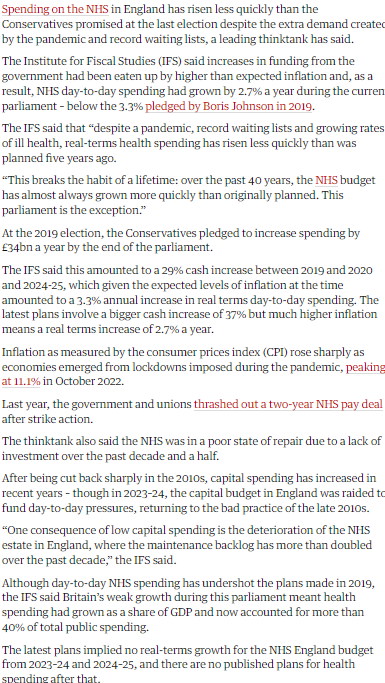 Spending on the NHS in England has risen less quickly than the
Conservatives promised at the last election despite the extra demand created
by the pandemic and record waiting lists, a leading thinktank has said.
The Institute for Fiscal Studies (IFS) said increases in funding from the
government had been eaten up by higher than expected inflation and, as a
result, NHS day-to-day spending had grown by 2.7% a year during the current
parliament – below the 3.3% pledged by Boris Johnson in 2019.
The IFS said that “despite a pandemic, record waiting lists and growing rates
of ill health, real-terms health spending has risen less quickly than was
planned five years ago.
“This breaks the habit of a lifetime: over the past 40 years, the NHS budget
has almost always grown more quickly than originally planned. This
parliament is the exception.”
At the 2019 election, the Conservatives pledged to increase spending by
£34bn a year by the end of the parliament.
The IFS said this amounted to a 29% cash increase between 2019 and 2020
and 2024-25, which given the expected levels of inflation at the time
amounted to a 3.3% annual increase in real terms day-to-day spending. The
latest plans involve a bigger cash increase of 37% but much higher inflation
means a real terms increase of 2.7% a year.
Inflation as measured by the consumer prices index (CPI) rose sharply as
economies emerged from lockdowns imposed during the pandemic, peaking
at 11.1% in October 2022.
Last year, the government and unions thrashed out a two-year NHS pay deal
after strike action.
The thinktank also said the NHS was in a poor state of repair due to a lack of
investment over the past decade and a half.
After being cut back sharply in the 2010s, capital spending has increased in
recent years – though in 2023-24, the capital budget in England was raided to
fund day-to-day pressures, returning to the bad practice of the late 2010s.
“One consequence of low capital spending is the deterioration of the NHS
estate in England, where the maintenance backlog has more than doubled
over the past decade,” the IFS said.
Although day-to-day NHS spending has undershot the plans made in 2019,
the IFS said Britain’s weak growth during this parliament meant health
spending had grown as a share of GDP and now accounted for more than
40% of total public spending.
The latest plans implied no real-terms growth for the NHS England budget
from 2023-24 and 2024-25, and there are no published plans for health
spending after that.